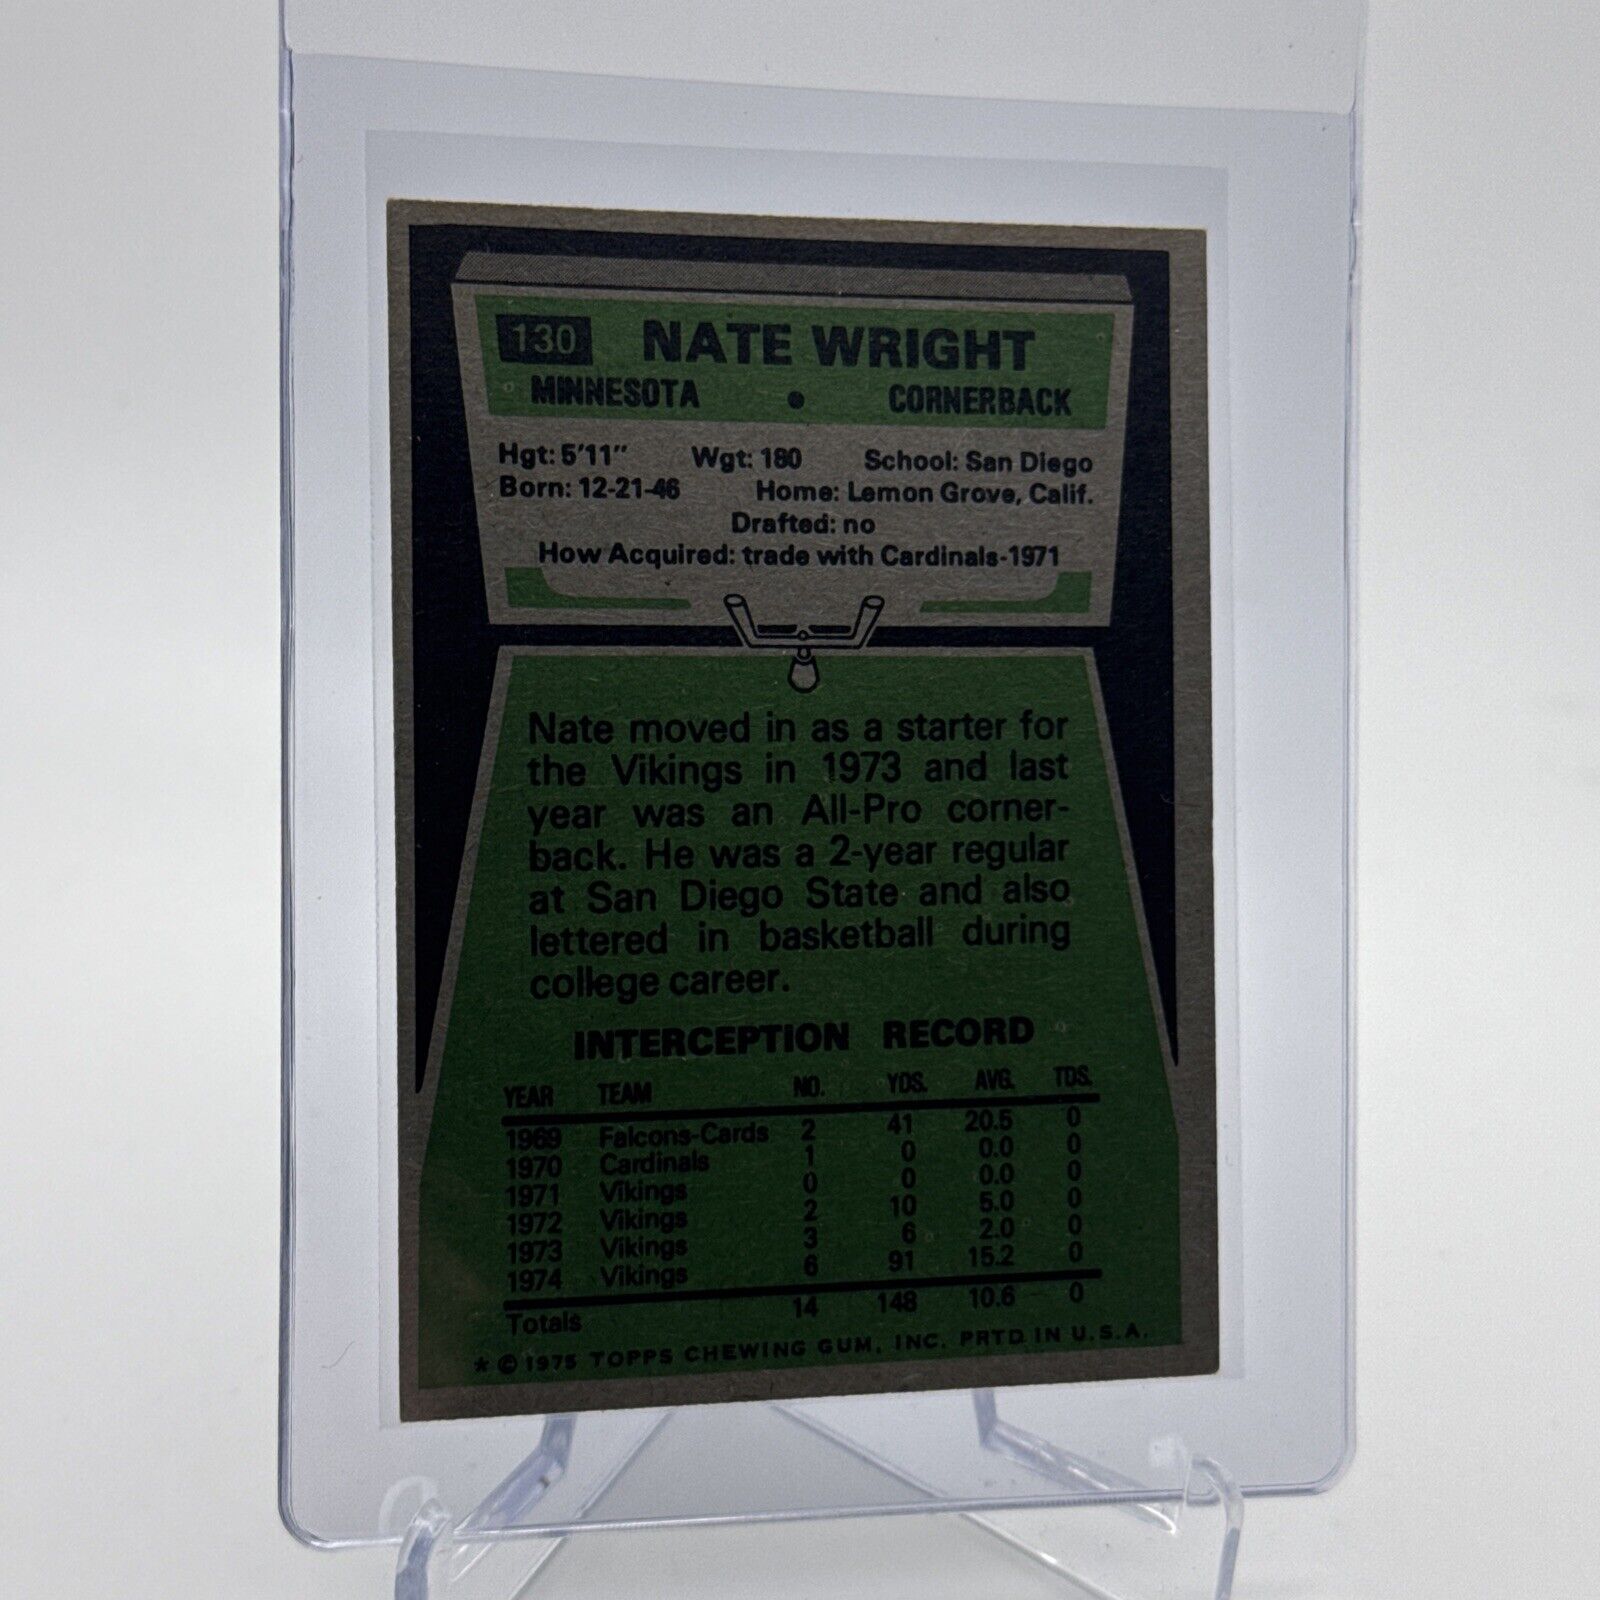 130 NATE WRIGHT
MINNESOTA • CORNERBACK
Hgt: 5'11" Wgt: 180 School: San Diego
Born: 12-21-46 Home: Lemon Grove, Calif.
Drafted: no
How Acquired: trade with Cardinals-1971
Nate moved in as a starter for
the Vikings in 1973 and last
year was an All-Pro corner-
back. He was a 2-year regular
at San Diego State and also
lettered in basketball during
college career.
INTERCEPTION RECORD
YEAR TEAM NO. YDS. AVG. TDS.
1969 Falcons-Cards 2 41 20.5 0
1970 Cardinals 1 0 0.0 0
1971 Vikings 0 0 0.0 0
1972 Vikings 2 10 5.0 0
1973 Vikings 3 6 2.0 0
1974 Vikings 6 91 15.2 0
Totals 14 148 10.6 0
* © 1975 TOPPS CHEWING GUM, INC. PRTD. IN U.S.A.